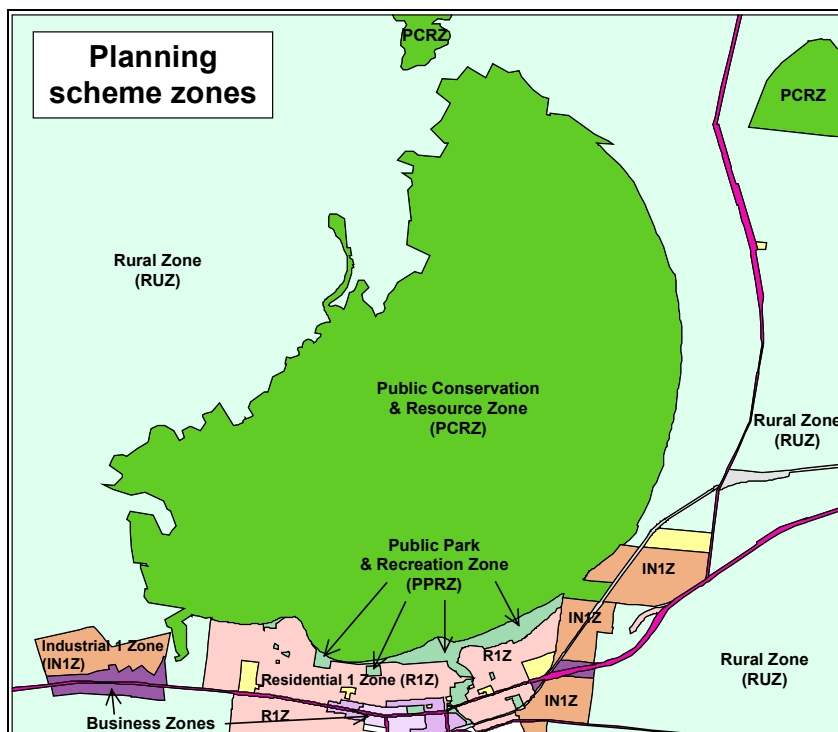 Planning
scheme zones
PCRZ
PCRZ
Rural Zone
(RUZ)
Public Conservation
& Resource Zone
(PCRZ)
Rural Zone
(RUZ)
Public Park
& Recreation Zone
(PPRZ)
IN1Z
IN1Z
Industrial 1 Zone
(IN1Z)
R1Z
Rural Zone
(RUZ)
Residential 1 Zone (R1Z)
IN1Z
R1Z
Business Zones